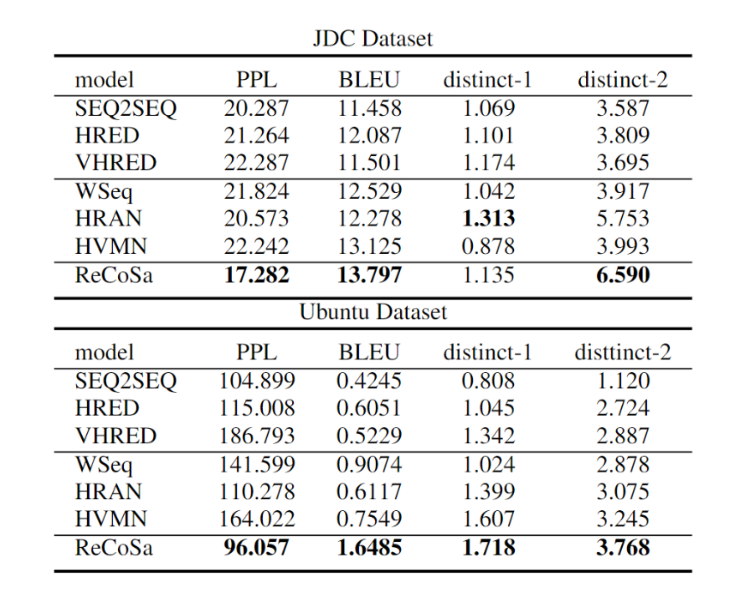 JDC Dataset
model PPL BLEU distinct-1 distinct-2
SEQ2SEQ 20.287 11.458 1.069 3.587
HRED 21.264 12.087 1.101 3.809
VHRED 22.287 11.501 1.174 3.695
WSeq 21.824 12.529 1.042 3.917
HRAN 20.573 12.278 1.313 5.753
HVMN 22.242 13.125 0.878 3.993
ReCoSa 17.282 13.797 1.135 6.590
Ubuntu Dataset
model PPL BLEU distinct-1 disttinct-2
SEQ2SEQ 104.899 0.4245 0.808 1.120
HRED 115.008 0.6051 1.045 2.724
VHRED 186.793 0.5229 1.342 2.887
WSeq 141.599 0.9074 1.024 2.878
HRAN 110.278 0.6117 1.399 3.075
HVMN 164.022 0.7549 1.607 3.245
ReCoSa 96.057 1.6485 1.718 3.768